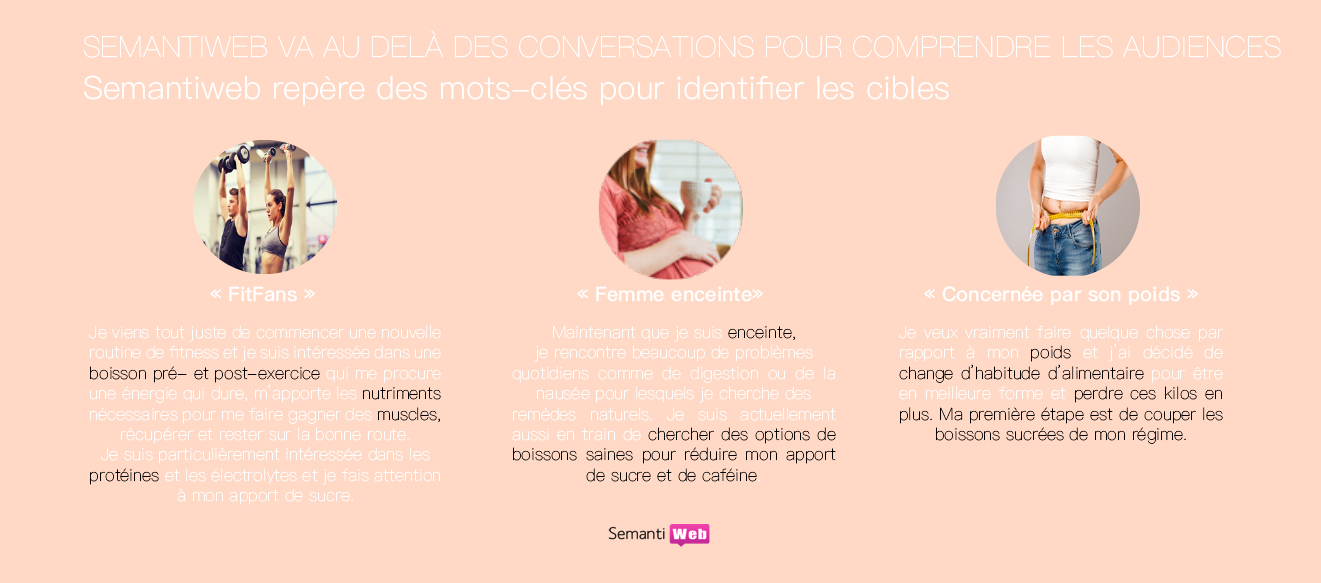 SEMANTIWEB VA AU DELÀ DES CONVERSATIONS POUR COMPRENDRE LES AUDIENCES
Semantiweb repère des mots-clés pour identifier les cibles
« FitFans »
Je viens tout juste de commencer une nouvelle
routine de fitness et je suis intéressée dans une
boisson pré- et post-exercice qui me procure
une énergie qui dure, m'apporte les nutriments
nécessaires pour me faire gagner des muscles,
récupérer et rester sur la bonne route.
Je suis particulièrement intéressée dans les
protéines et les électrolytes et je fais attention
à mon apport de sucre.
« Femme enceinte»
Maintenant que je suis enceinte,
je rencontre beaucoup de problèmes
quotidiens comme de digestion ou de la
nausée pour lesquels je cherche des
remèdes naturels. Je suis actuellement
aussi en train de chercher des options de
boissons saines pour réduire mon apport
de sucre et de caféine
« Concernée par son poids »
Je veux vraiment faire quelque chose par
rapport à mon poids et j'ai décidé de
change d'habitude d'alimentaire pour être
en meilleure forme et perdre ces kilos en
plus. Ma première étape est de couper les
boissons sucrées de mon régime.
Semanti Web